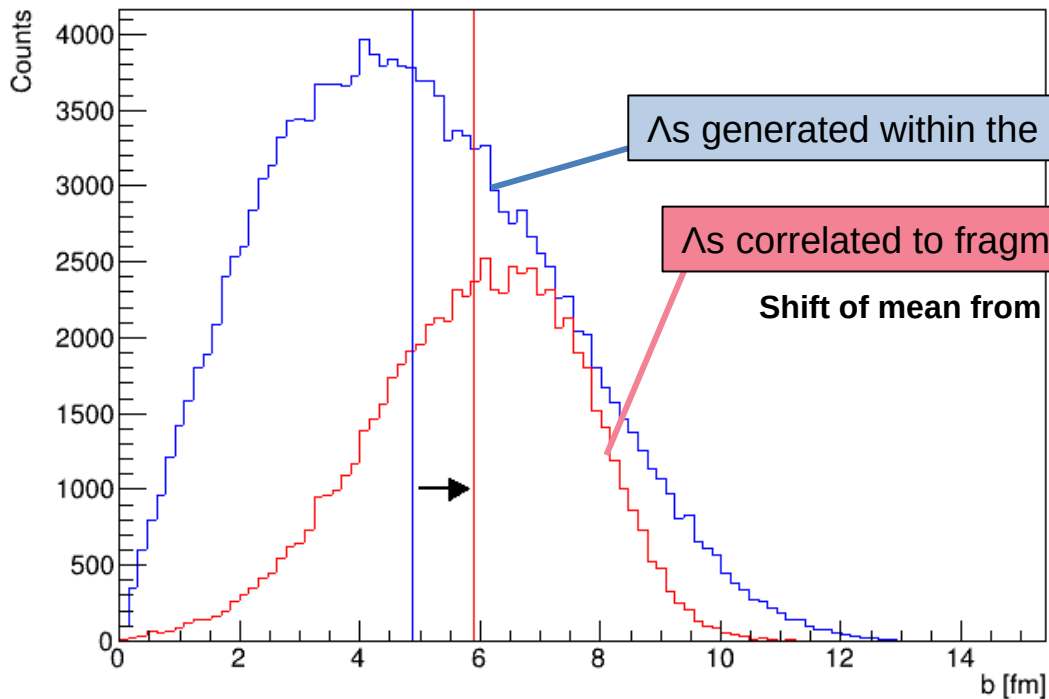 Counts
4000
3500
3000
2500
2000
1500
1000
500
0
Λs generated within the
Λs correlated to fragm
Shift of mean from
0 2 4 6 8 10 12 14
b [fm]